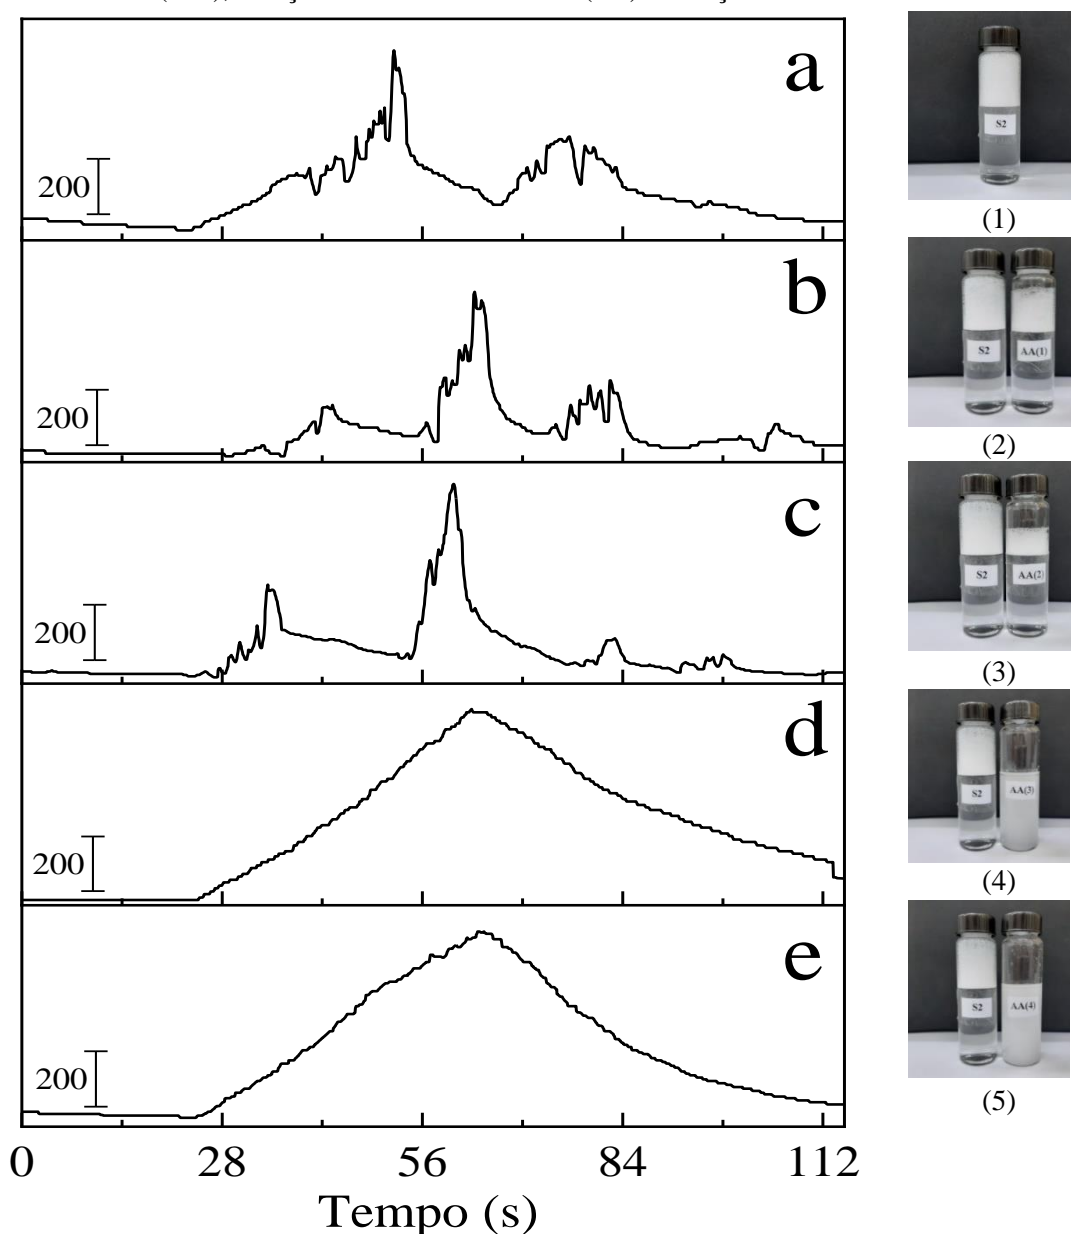 a
200
S2
(1)
b
200
S2 AA(1)
(2)
c
200
S2 AA(2)
(3)
d
200
S2 AA(3)
(4)
e
200
S2 AA(4)
(5)
0 28 56 84 112
Tempo (s)